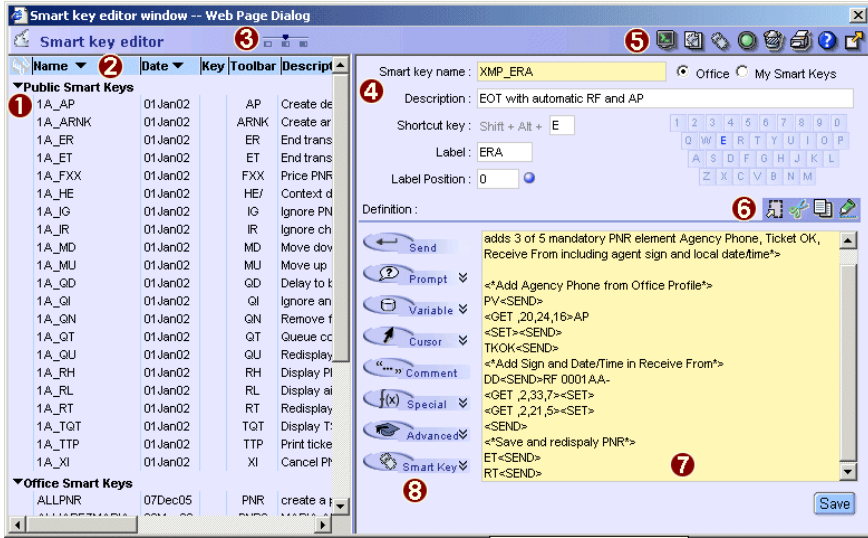 Smart key editor window -- Web Page Dialog
Smart key editor
3
5
Name 2 Date Key Toolbar Descript
Public Smart Keys
1
1A_AP 01Jan02 AP Create de
1A_ARNK 01Jan02 ARNK Create ar
1A_ER 01Jan02 ER End trans
1A_ET 01Jan02 ET End trans
1A_FXX 01Jan02 FXX Price PNR
1A_HE 01Jan02 HE/ Context d
1A_IG 01Jan02 IG Ignore PN
1A_IR 01Jan02 IR Ignore ch
1A_MD 01Jan02 MD Move dov
1A_MU 01Jan02 MU Move up
1A_QD 01Jan02 QD Delay to b
1A_QI 01Jan02 QI Ignore an
1A_QN 01Jan02 QN Remove f
1A_QT 01Jan02 QT Queue cc
1A_QU 01Jan02 QU Redisplay
1A_RH 01Jan02 RH Display PI
1A_RL 01Jan02 RL Display ai
1A_RT 01Jan02 RT Redisplay
1A_TQT 01Jan02 TQT Display T
1A_TTP 01Jan02 TTP Print ticke
1A_XI 01Jan02 XI Cancel PN
Office Smart Keys
ALLPNR 07Dec05 PNR create a p
4
Smart key name : XMP_ERA Office My Smart Keys
Description : EOT with automatic RF and AP
Shortcut key : Shift + Alt + E
Label : ERA
Label Position : 0
1 2 3 4 5 6 7 8 9 0
Q W E R T Y U I O P
A S D F G H J K L
Z X C V B N M
Definition :
6
Send
Prompt
Variable
Cursor
Comment
Special
Advanced
Smart Key
8
adds 3 of 5 mandatory PNR element Agency Phone, Ticket OK,
Receive From including agent sign and local date/time*>
<*Add Agency Phone from Office Profile*>
PV<SEND>
<GET ,20,24,16>AP
<SET><SEND>
TKOK<SEND>
<*Add Sign and Date/Time in Receive From*>
DD<SEND>RF 0001AA-
<GET ,2,33,7><SET>
<GET ,2,21,5><SET>
<SEND>
<*Save and redispaly PNR*>
ET<SEND>
RT<SEND>
7
Save